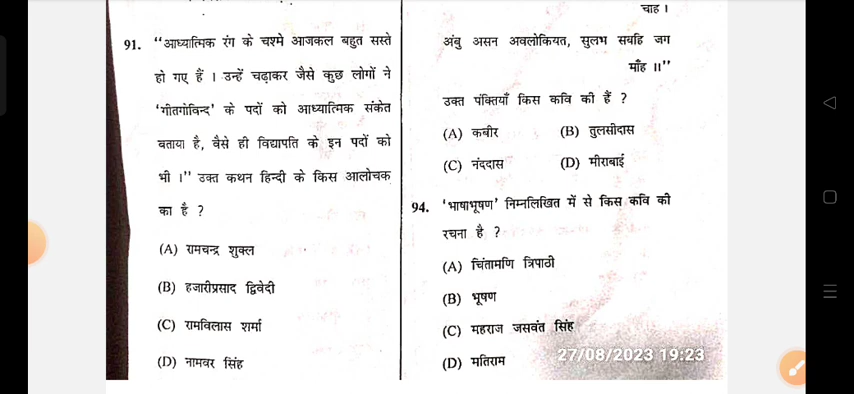 91. “आध्यात्मिक रंग के चश्मे आजकल बहुत सस्ते
हो गए हैं । उन्हें चढ़ाकर जैसे कुछ लोगों ने
‘गीतगोविन्द’ के पदों को आध्यात्मिक संकेत
बताया है, वैसे ही विद्यापति के इन पदों को
भी ।” उक्त कथन हिन्दी के किस आलोचक
का है ?
(A) रामचन्द्र शुक्ल
(B) हजारीप्रसाद द्विवेदी
(C) रामविलास शर्मा
(D) नामवर सिंह
चाह ।
अंबु असन अवलोकियत, सुलभ सबहि जग
माँह ॥”
उक्त पंक्तियाँ किस कवि की हैं ?
(A) कबीर (B) तुलसीदास
(C) नंददास (D) मीराबाई
94. ‘भाषाभूषण’ निम्नलिखित में से किस कवि की
रचना है ?
(A) चिंतामणि त्रिपाठी
(B) भूषण
(C) महराज जसवंत सिंह
(D) मतिराम
27/08/2023 19:23